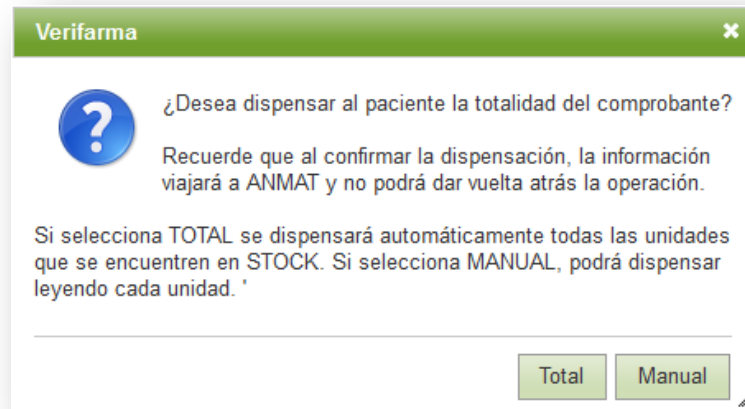 Verifarma
¿Desea dispensar al paciente la totalidad del comprobante?
Recuerde que al confirmar la dispensación, la información
viajará a ANMAT y no podrá dar vuelta atrás la operación.
Si selecciona TOTAL se dispensará automáticamente todas las unidades
que se encuentren en STOCK. Si selecciona MANUAL, podrá dispensar
leyendo cada unidad. '
Total Manual